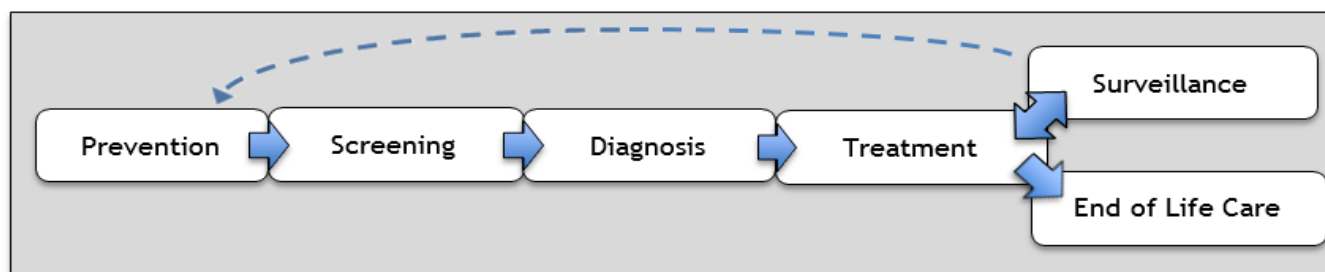 Surveillance
Prevention
Screening
Diagnosis
Treatment
End of Life Care